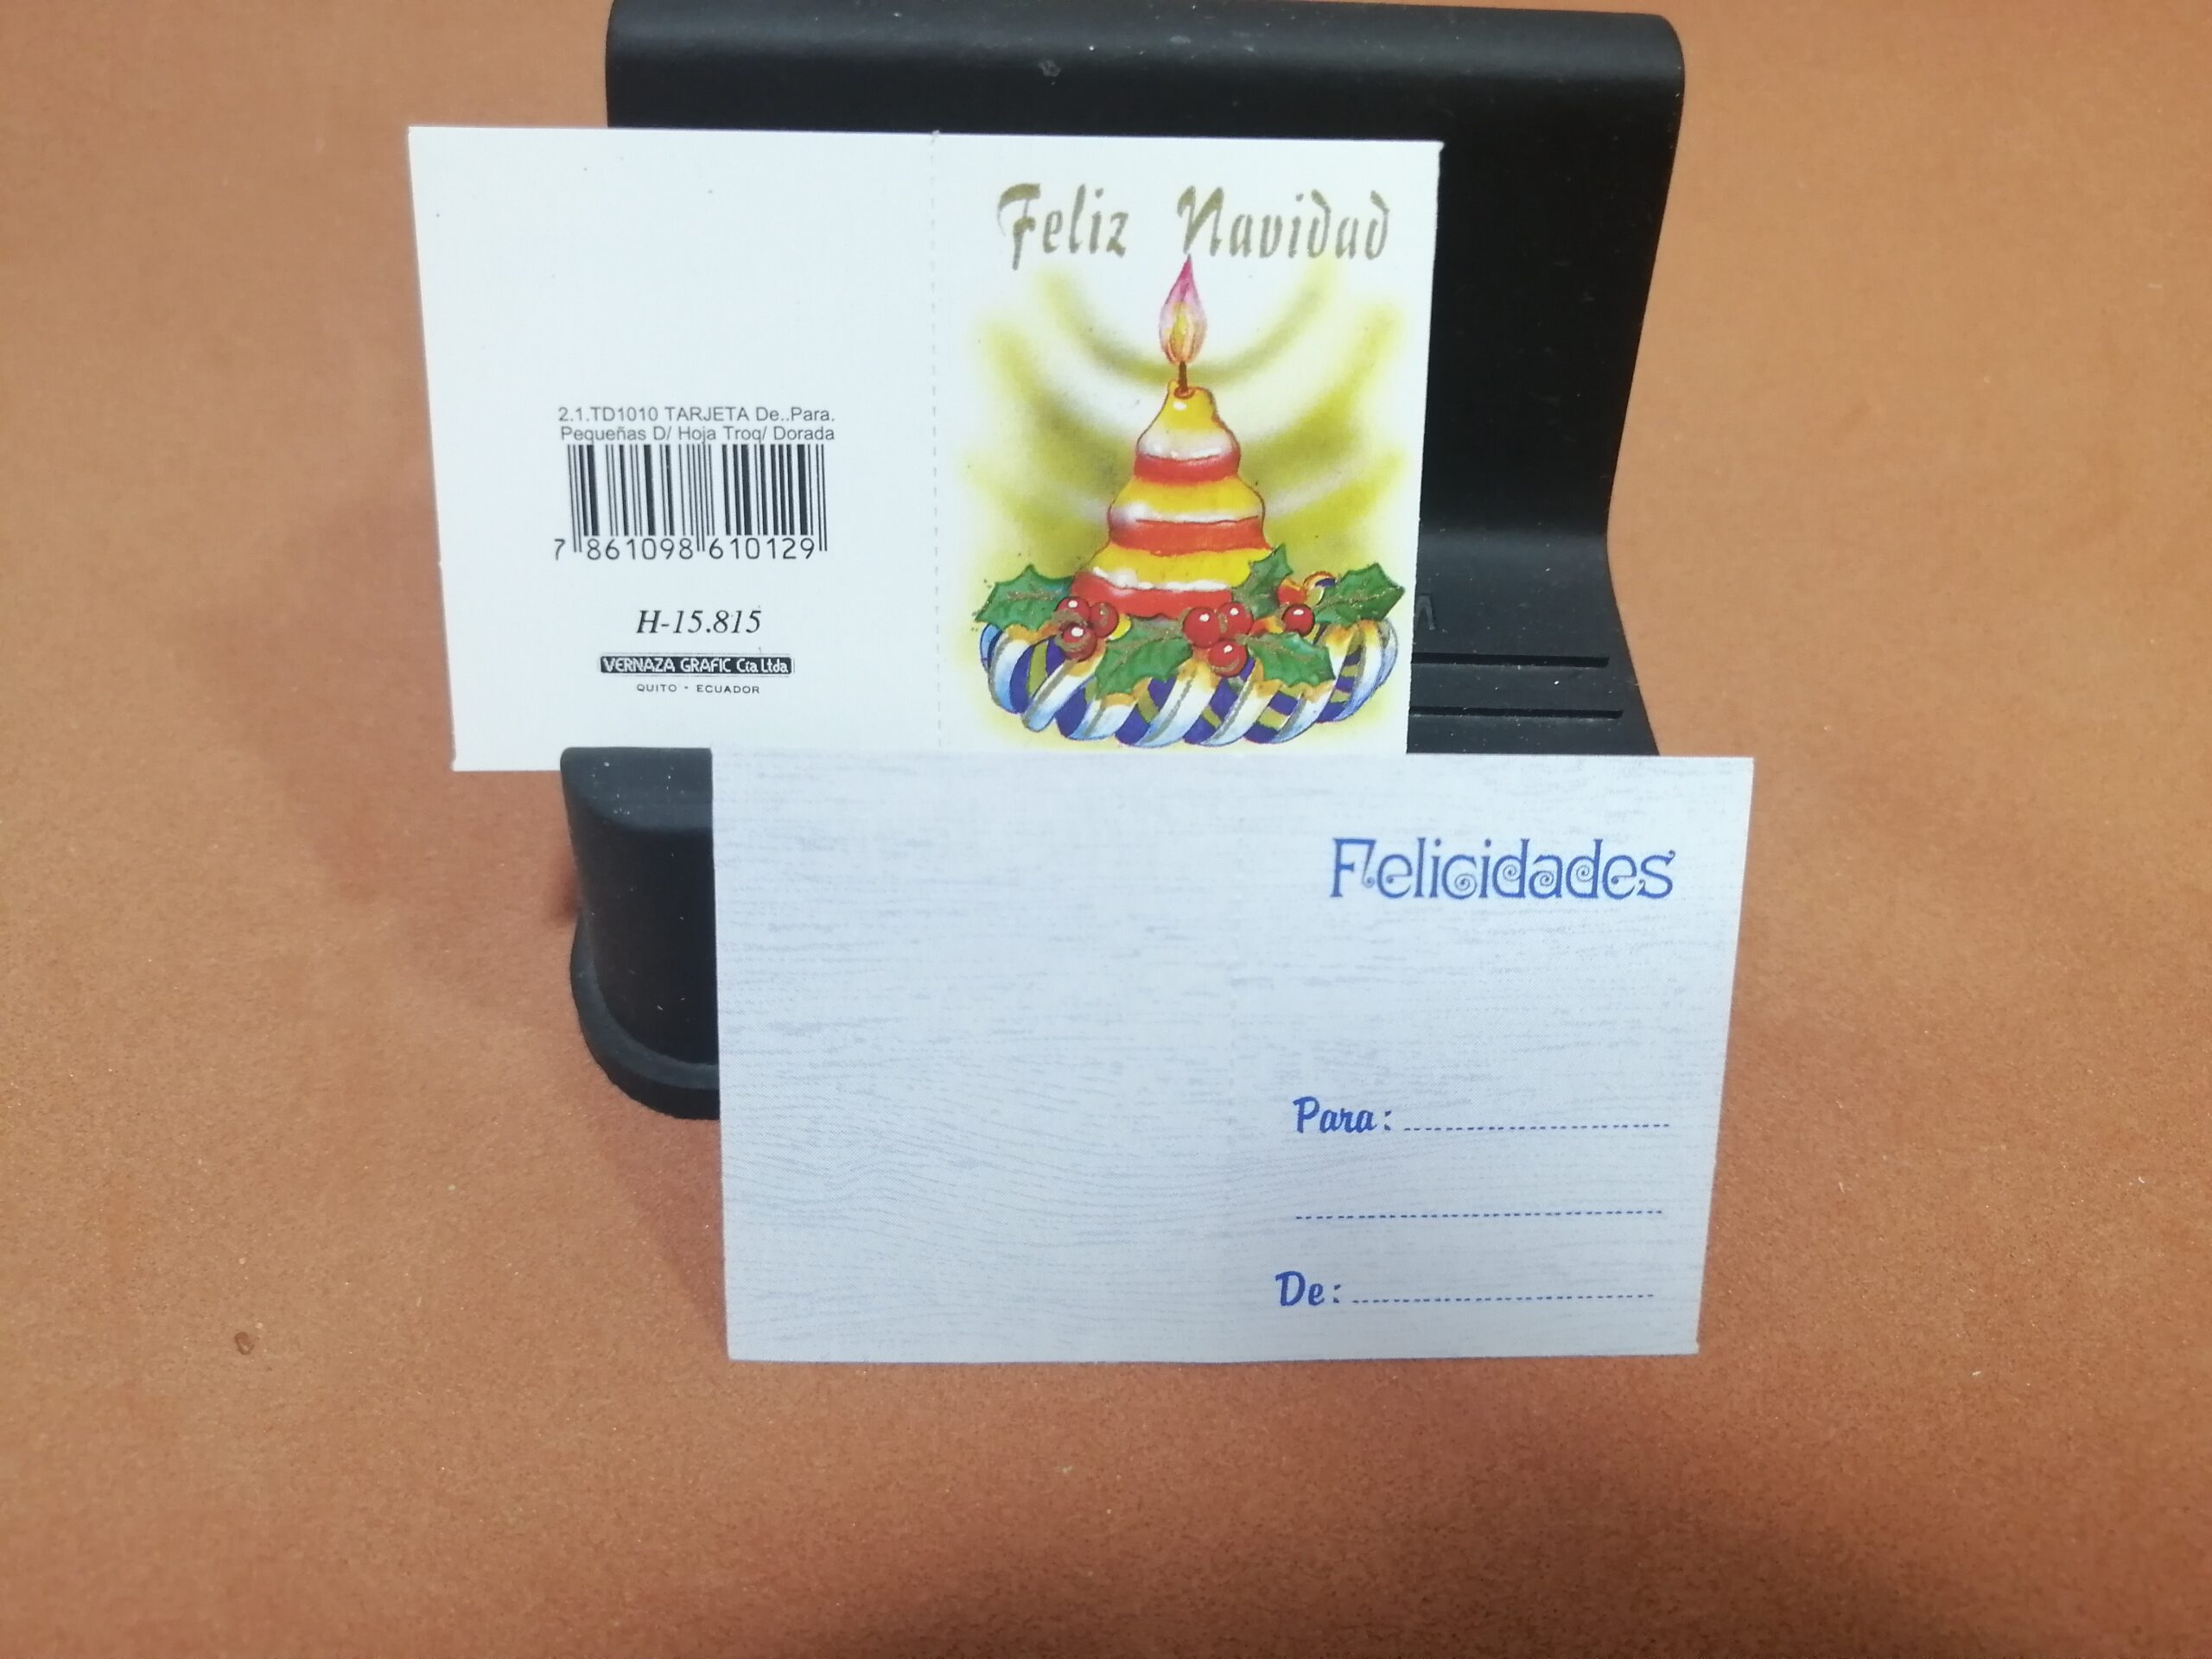 Feliz Navidad
2.1.TD1010 TARJETA De..Para.
Pequeñas D/ Hoja Troq/ Dorada
7 861098 610129
H-15.815
VERNAZA GRAFIC Cia Ltda
QUITO - ECUADOR
Felicidades
Para:
De: